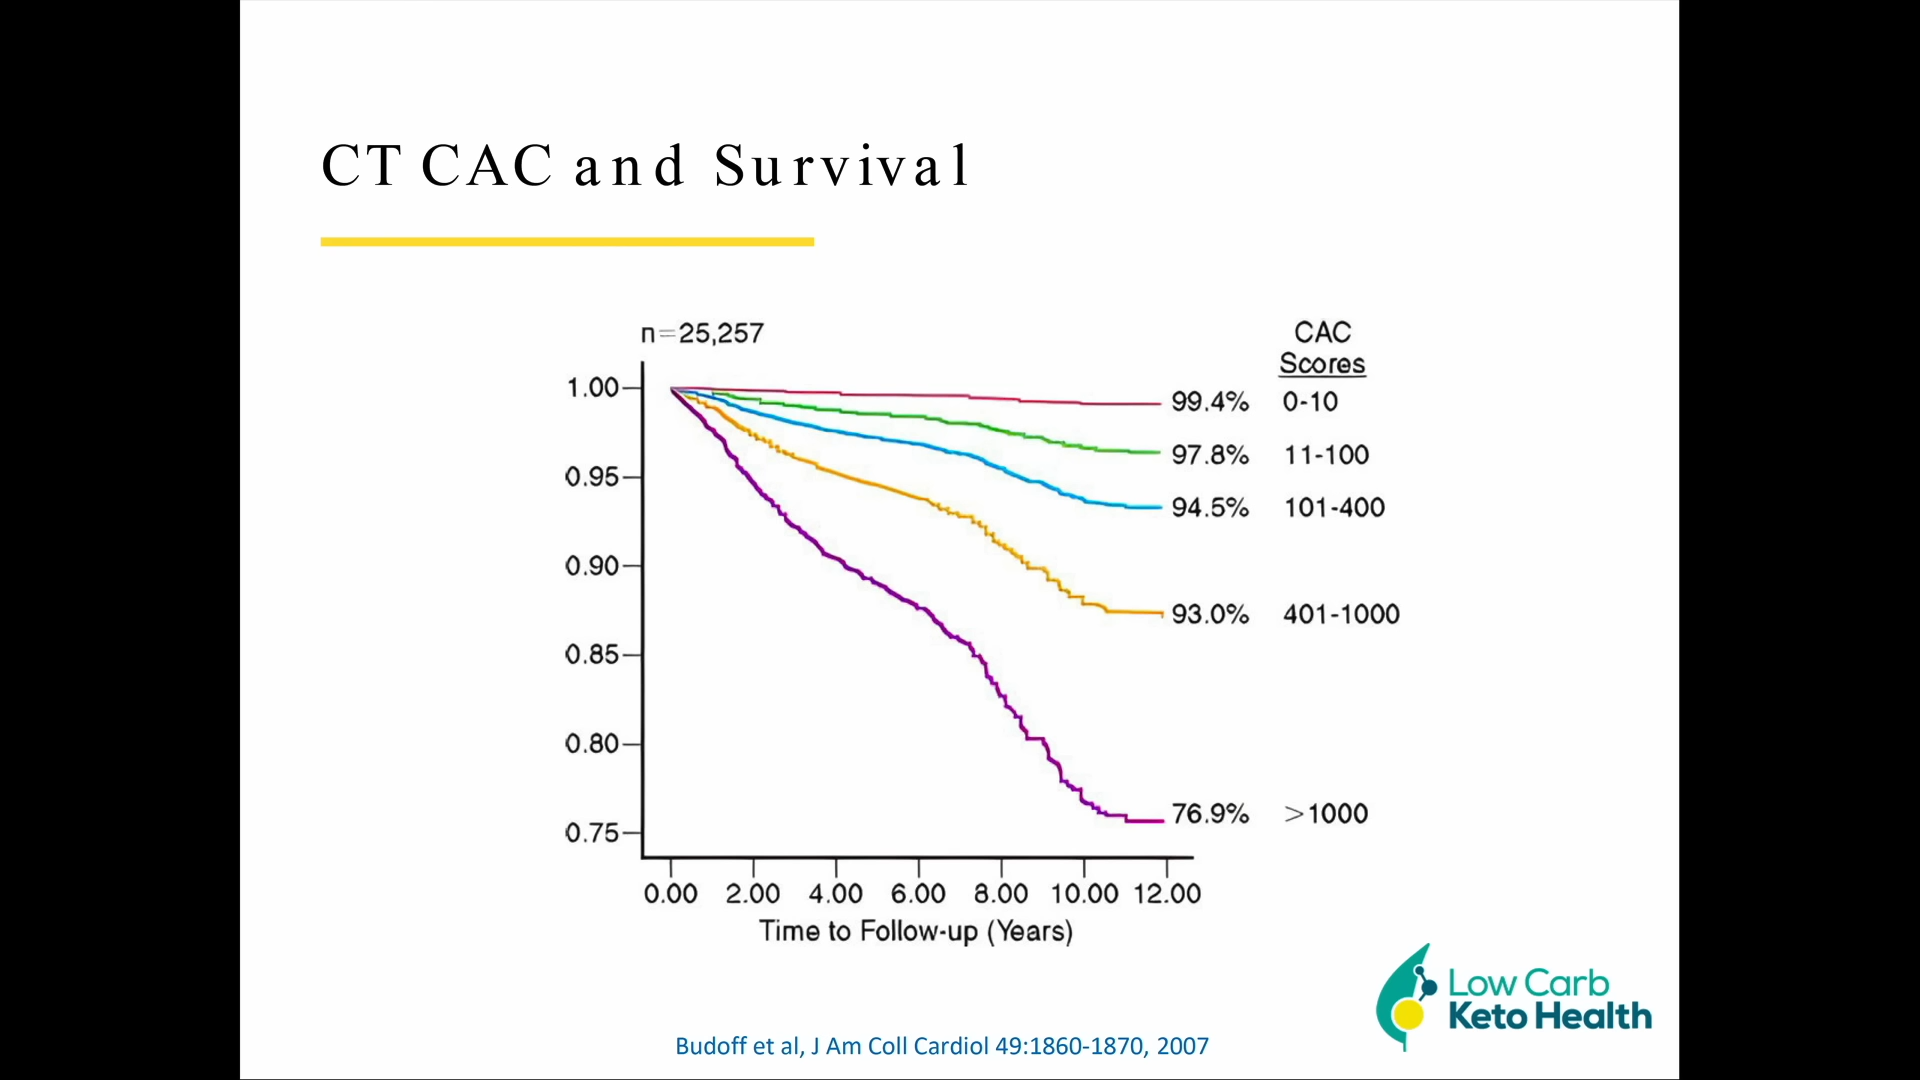 CT CAC and Survival
n=25,257
CAC
Scores
1.00
99.4% 0-10
97.8% 11-100
0.95
94.5% 101-400
0.90
93.0% 401-1000
0.85
0.80
76.9% >1000
0.75
0.00 2.00 4.00 6.00 8.00 10.00 12.00
Time to Follow-up (Years)
Low Carb
Keto Health
Budoff et al, J Am Coll Cardiol 49:1860-1870, 2007